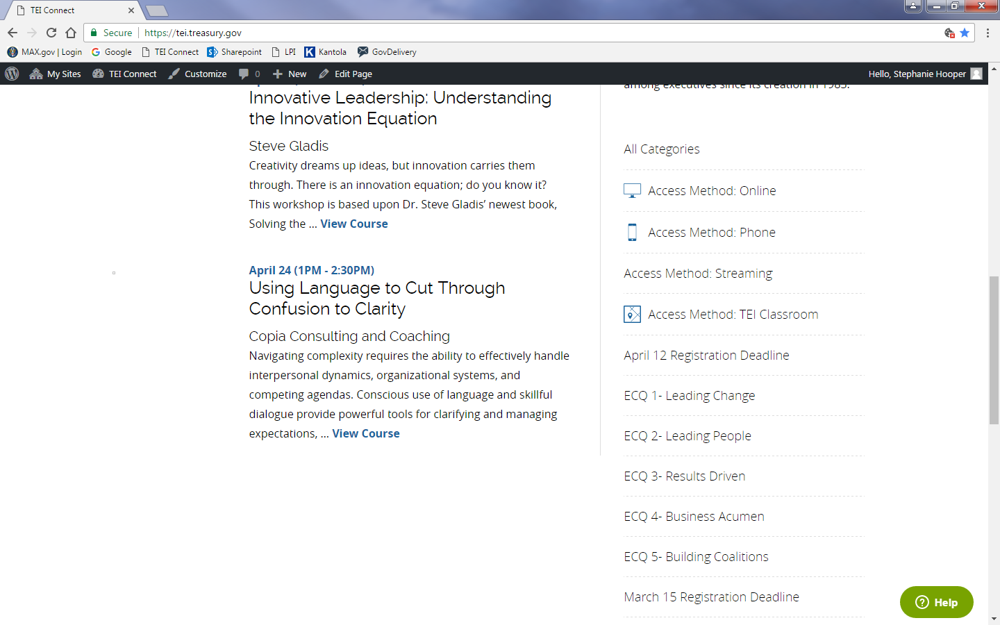 TEI Connect
Secure
https://tei.treasury.gov
MAX.gov | Login
Google
TEI Connect
Sharepoint
LPI
Kantola
GovDelivery
My Sites
TEI Connect
Customize
0
New
Edit Page
Hello, Stephanie Hooper
Innovative Leadership: Understanding
the Innovation Equation
Steve Gladis
Creativity dreams up ideas, but innovation carries them
through. There is an innovation equation; do you know it?
This workshop is based upon Dr. Steve Gladis’ newest book,
Solving the ... View Course
April 24 (1PM - 2:30PM)
Using Language to Cut Through
Confusion to Clarity
Copia Consulting and Coaching
Navigating complexity requires the ability to effectively handle
interpersonal dynamics, organizational systems, and
competing agendas. Conscious use of language and skillful
dialogue provide powerful tools for clarifying and managing
expectations, ... View Course
among executives since its creation in 1983.
All Categories
Access Method: Online
Access Method: Phone
Access Method: Streaming
Access Method: TEI Classroom
April 12 Registration Deadline
ECQ 1- Leading Change
ECQ 2- Leading People
ECQ 3- Results Driven
ECQ 4- Business Acumen
ECQ 5- Building Coalitions
March 15 Registration Deadline
Help